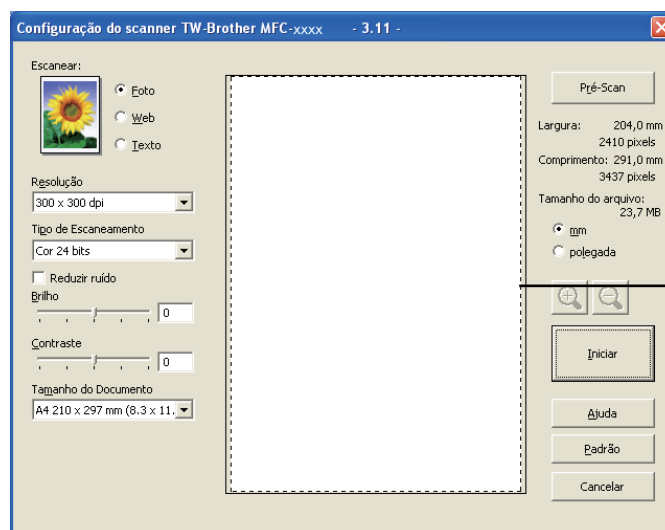 Configuração do scanner TW-Brother MFC-xxxx - 3.11 -
Escanear:
Foto
Web
Texto
Resolução
300 x 300 dpi
Tipo de Escaneamento
Cor 24 bits
Reduzir ruído
Brilho
0
Contraste
0
Tamanho do Documento
A4 210 x 297 mm (8.3 x 11.
Pré-Scan
Largura: 204,0 mm
2410 pixels
Comprimento: 291,0 mm
3437 pixels
Tamanho do arquivo:
23,7 MB
mm
polegada
Iniciar
Ajuda
Padrão
Cancelar